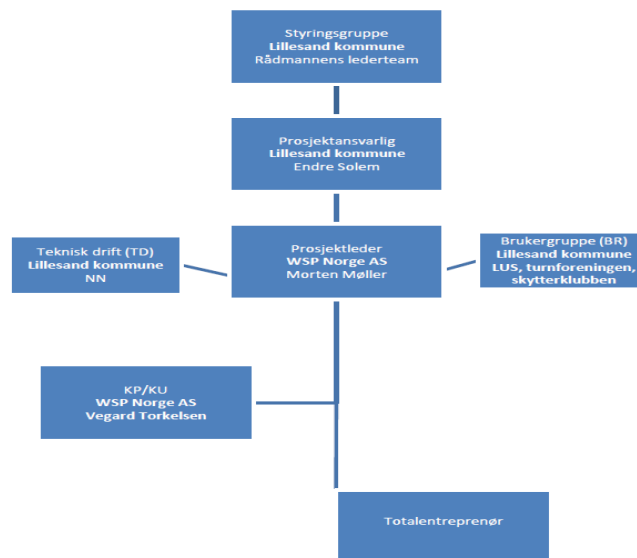 Styringsgruppe
Lillesand kommune
Rådmannens lederteam
Prosjektansvarlig
Lillesand kommune
Endre Solem
Teknisk drift (TD)
Lillesand kommune
NN
Prosjektleder
WSP Norge AS
Morten Møller
Brukergruppe (BR)
Lillesand kommune
LUS, turnforeningen,
skytterklubben
KP/KU
WSP Norge AS
Vegard Torkelsen
Totalentreprenør